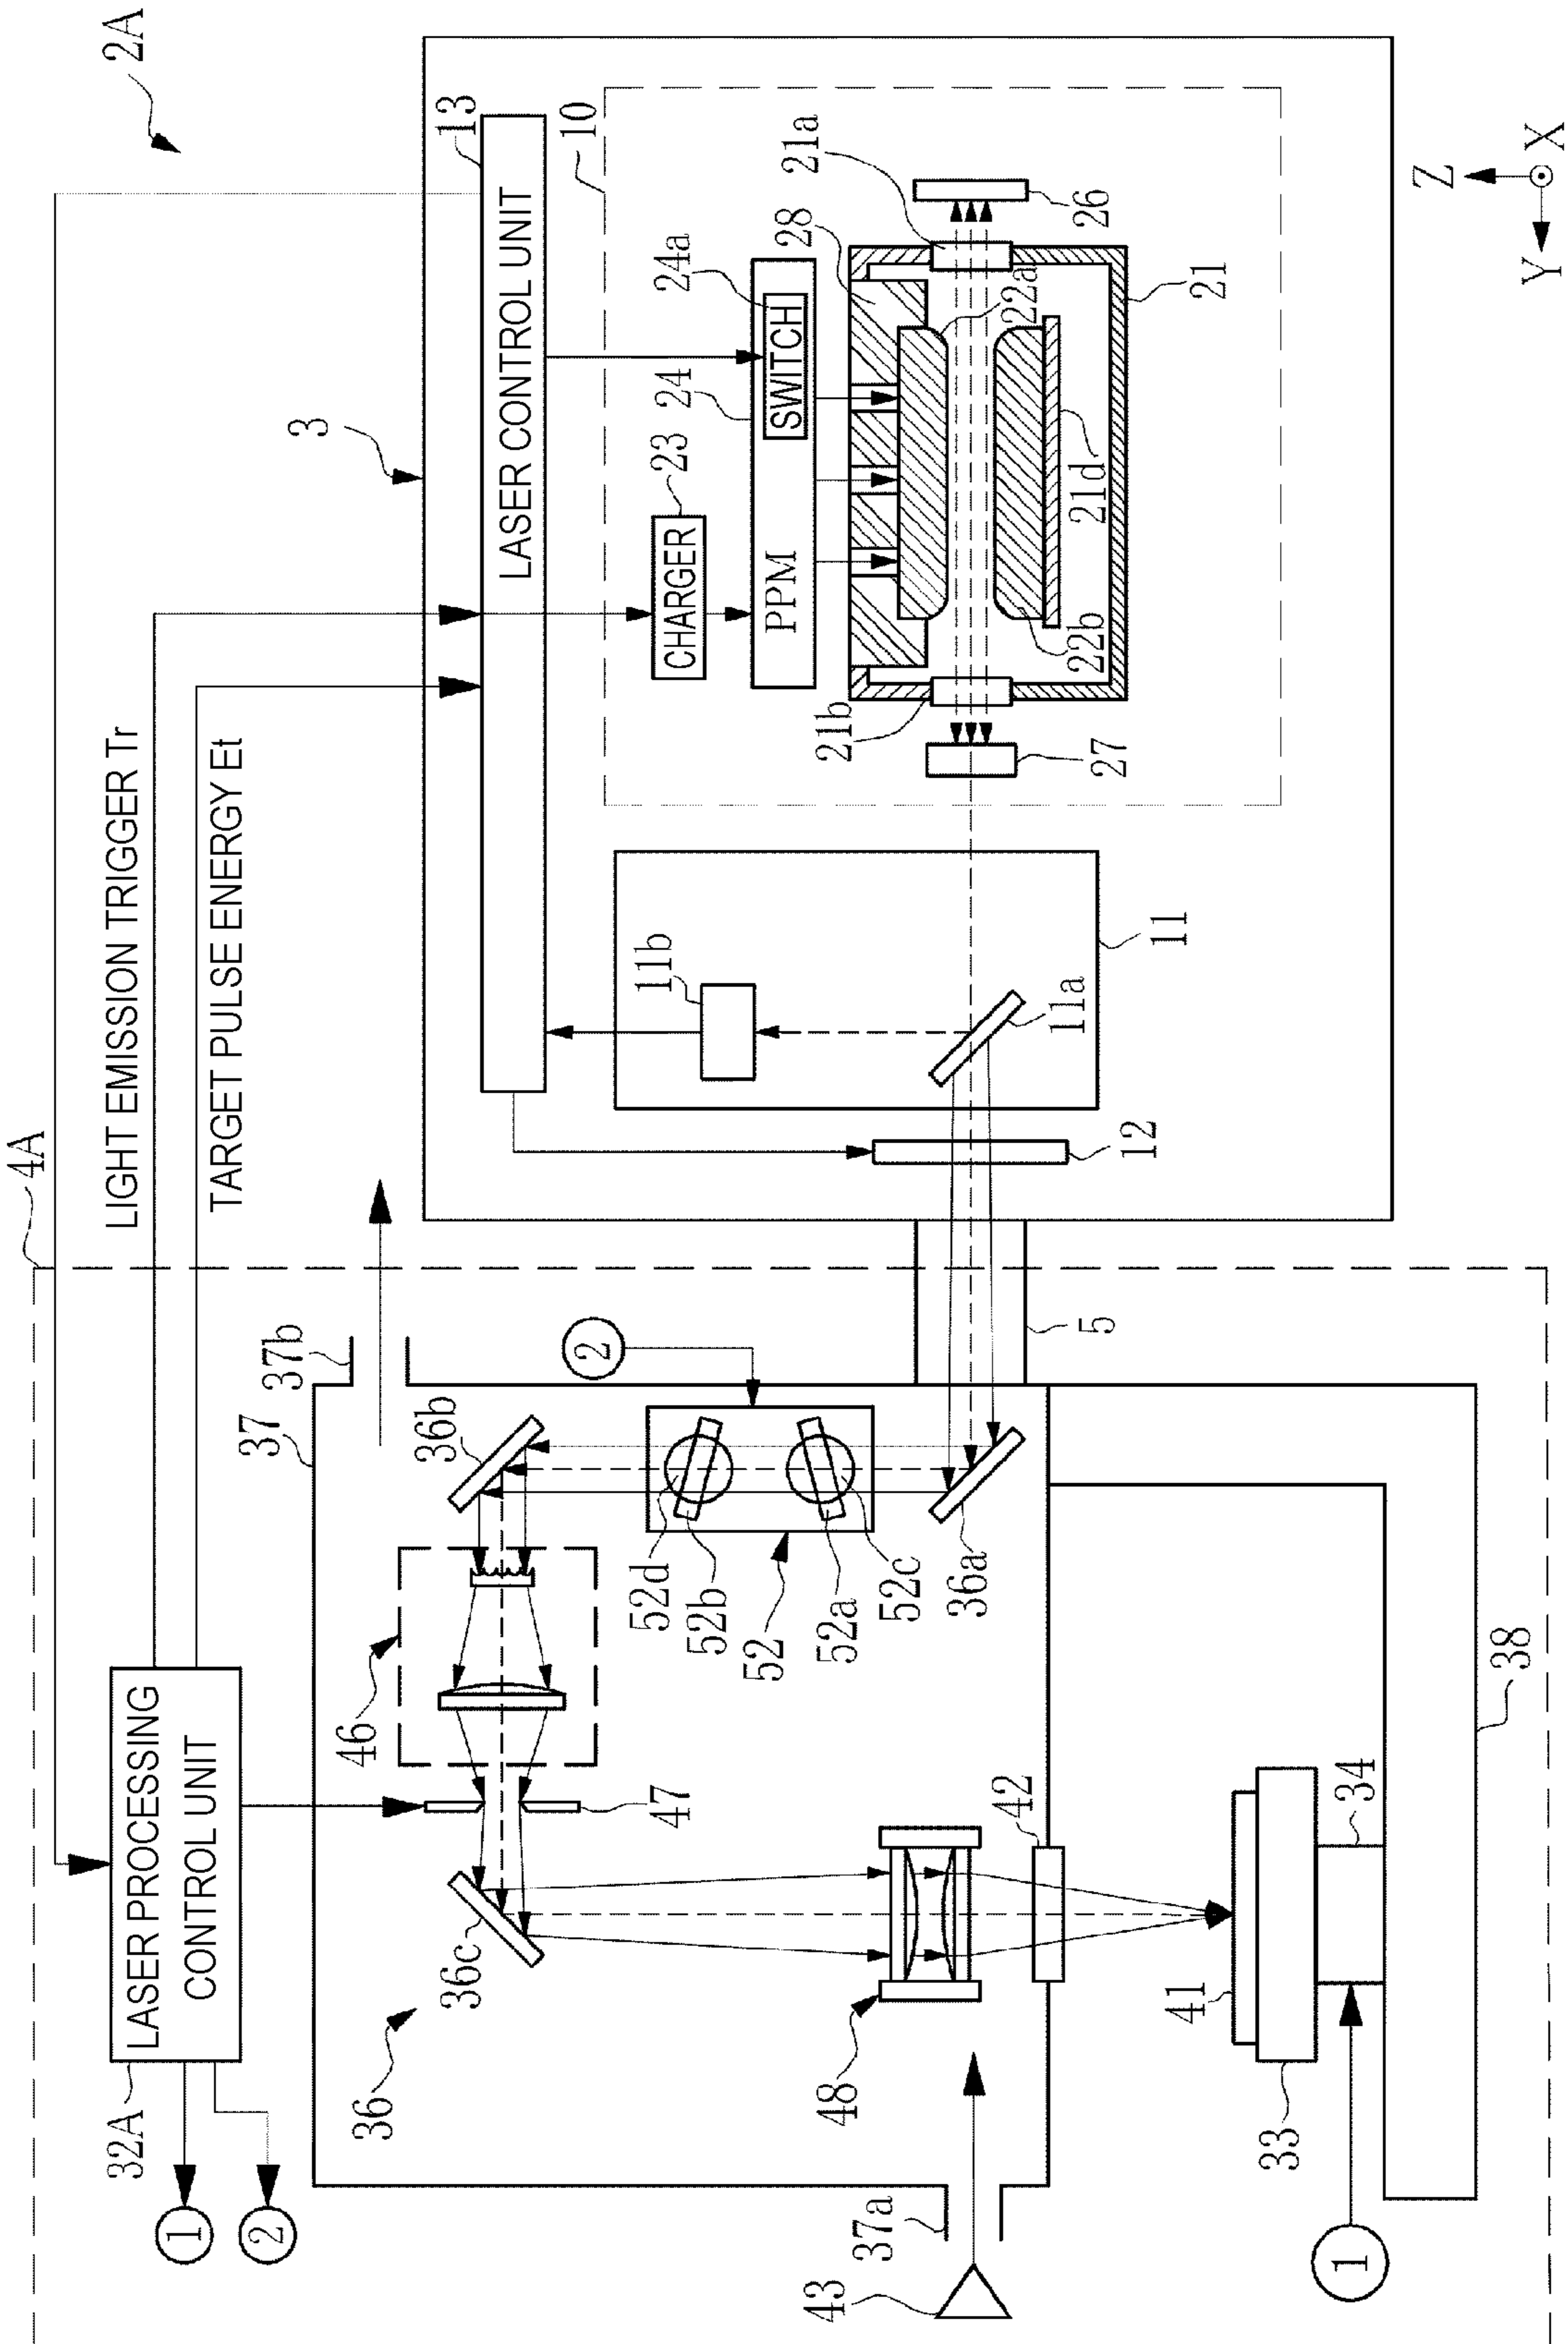 2A
4A
LIGHT EMISSION TRIGGER Tr
TARGET PULSE ENERGY Et
3
13
LASER CONTROL UNIT
10
LASER PROCESSING
CONTROL UNIT
32A
1
2
37
37b
36
36c
47
46
36b
2
52d
52b
52
52a
52c
36a
48
42
37a
43
5
12
11b
11a
11
CHARGER
23
24
24a
PPM
SWITCH
28
21a
26
22a
21b
27
22b
21d
21
41
33
34
38
1
Z
Y
X